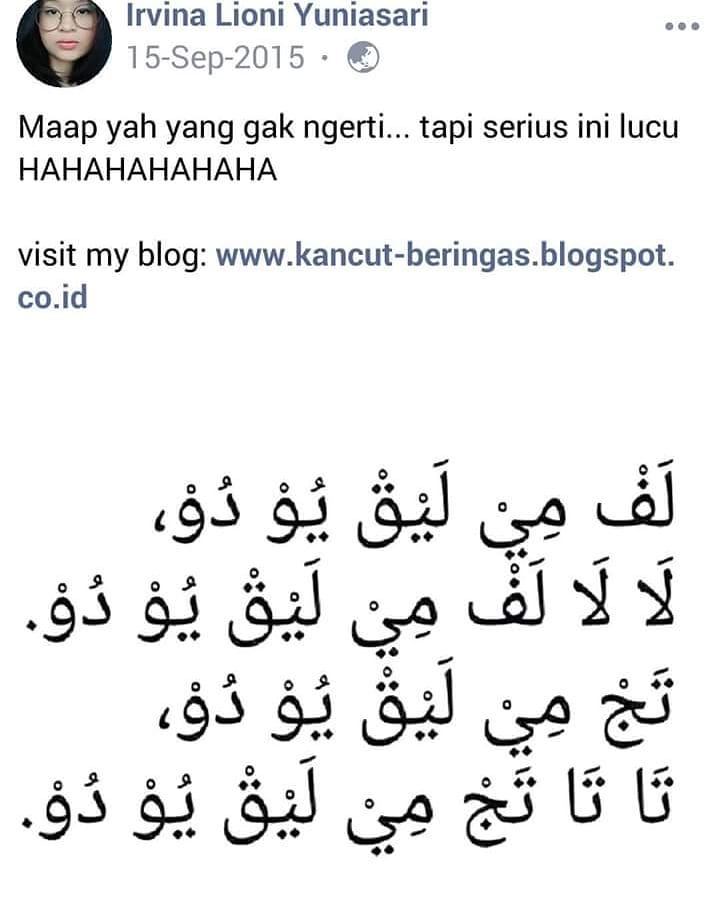 Irvina Lioni Yuniasari
15-Sep-2015
Maap yah yang gak ngerti... tapi serius ini lucu
HAHAHAHAHAHA
visit my blog: www.kancut-beringas.blogspot.
co.id
لَفْ مِيْ لَيْقْ يُوْ دُوْ،
لَا لَا لَفْ مِيْ لَيْقْ يُوْ دُوْ.
تَجْ مِيْ لَيْقْ يُوْ دُوْ،
تَا تَا تَجْ مِيْ لَيْقْ يُوْ دُوْ.